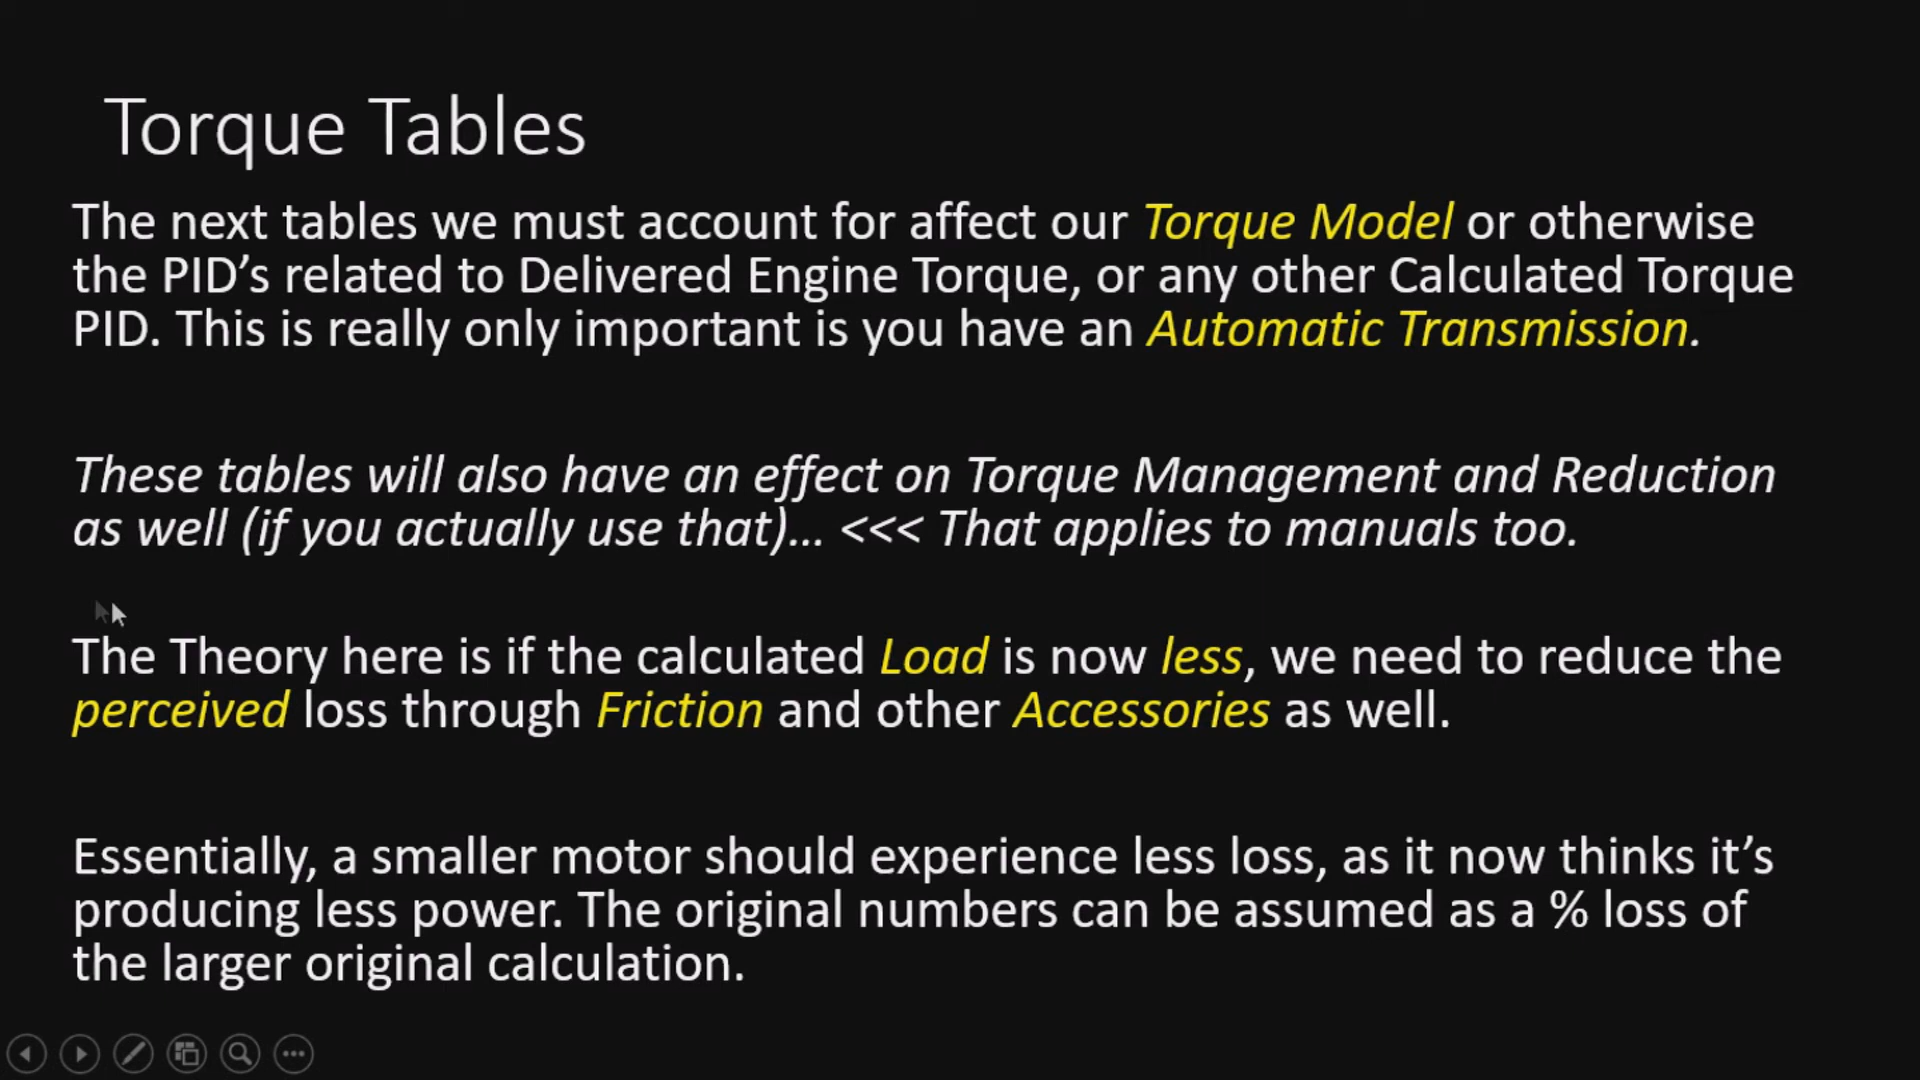 Torque Tables
The next tables we must account for affect our Torque Model or otherwise
the PID’s related to Delivered Engine Torque, or any other Calculated Torque
PID. This is really only important is you have an Automatic Transmission.
These tables will also have an effect on Torque Management and Reduction
as well (if you actually use that)... <<< That applies to manuals too.
The Theory here is if the calculated Load is now less, we need to reduce the
perceived loss through Friction and other Accessories as well.
Essentially, a smaller motor should experience less loss, as it now thinks it’s
producing less power. The original numbers can be assumed as a % loss of
the larger original calculation.